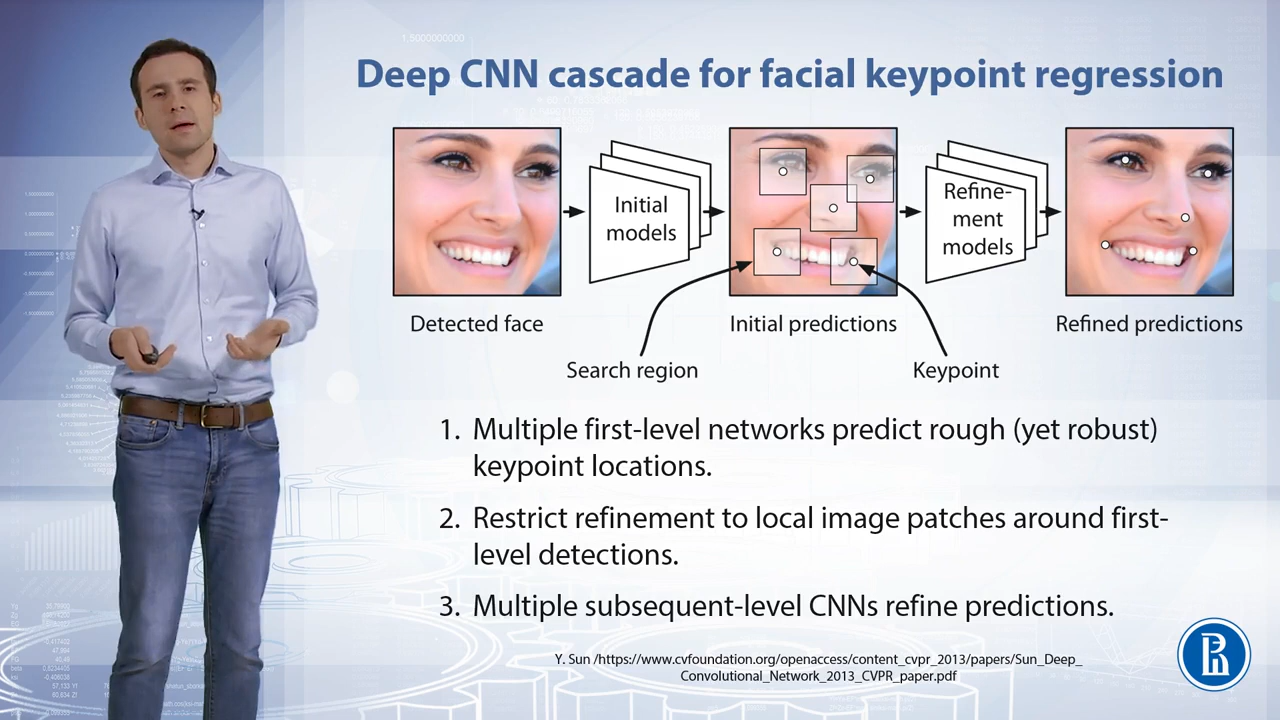 Deep CNN cascade for facial keypoint regression
Initial
models
Refine-
ment
models
Detected face
Initial predictions
Refined predictions
Search region
Keypoint
1. Multiple first-level networks predict rough (yet robust)
keypoint locations.
2. Restrict refinement to local image patches around first-
level detections.
3. Multiple subsequent-level CNNs refine predictions.
Y. Sun /https://www.cvfoundation.org/openaccess/content_cvpr_2013/papers/Sun_Deep_
Convolutional_Network_2013_CVPR_paper.pdf
1.5000000000